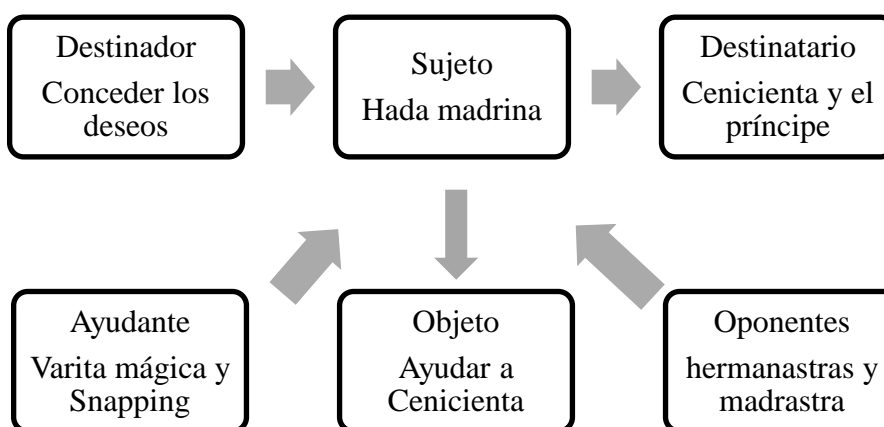 Destinador
Conceder los
deseos
Sujeto
Hada madrina
Destinatario
Cenicienta y el
príncipe
Ayudante
Varita mágica y
Snapping
Objeto
Ayudar a
Cenicienta
Oponentes
hermanastras y
madrastra